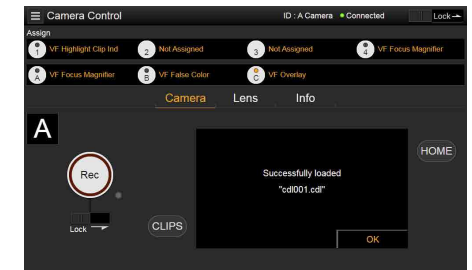 Camera Control
ID : A Camera
Connected
Lock
Assign
1 VF Highlight Clip Ind
2 Not Assigned
3 Not Assigned
4 VF Focus Magnifier
A VF Focus Magnifier
B VF False Color
C VF Overlay
Camera Lens Info
A
HOME
Successfully loaded
"cdl001.cdl"
Rec
Lock
CLIPS
OK